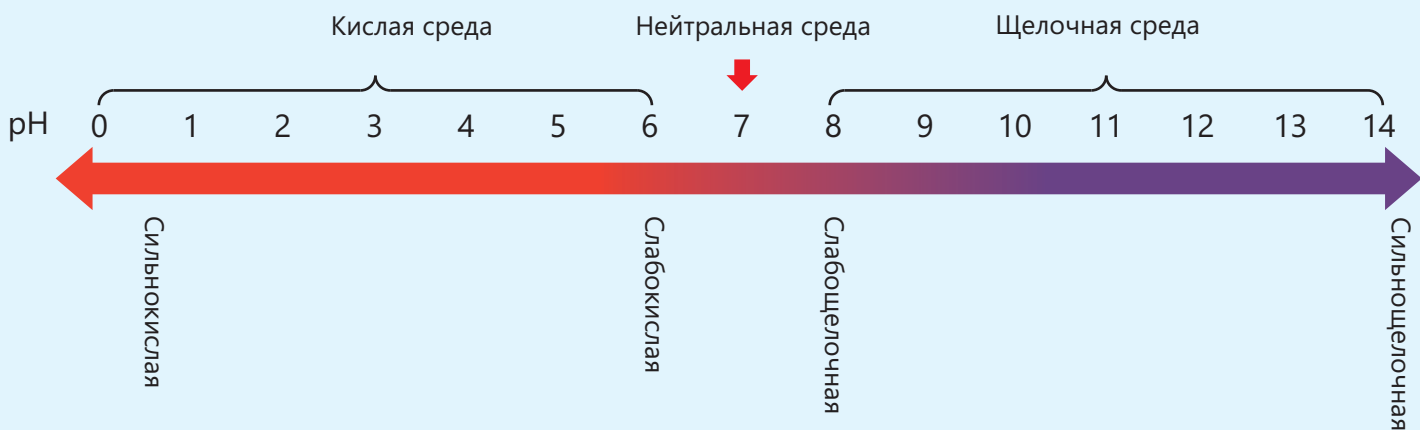 Кислая среда Нейтральная среда Щелочная среда
pH 0 1 2 3 4 5 6 7 8 9 10 11 12 13 14
Сильнокислая
Слабокислая
Слабощелочная
Сильнощелочная